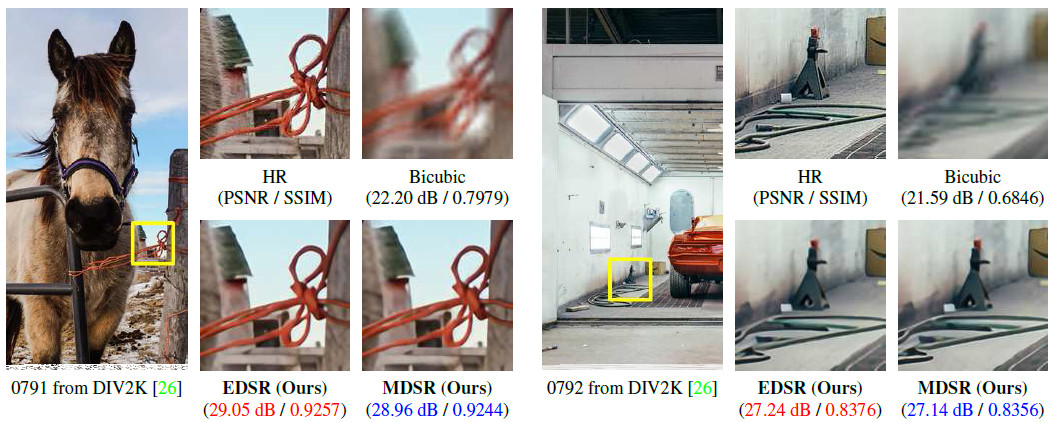 HR
(PSNR / SSIM)
Bicubic
(22.20 dB / 0.7979)
0791 from DIV2K [26]
EDSR (Ours)
(29.05 dB / 0.9257)
MDSR (Ours)
(28.96 dB / 0.9244)
HR
(PSNR / SSIM)
Bicubic
(21.59 dB / 0.6846)
0792 from DIV2K [26]
EDSR (Ours)
(27.24 dB / 0.8376)
MDSR (Ours)
(27.14 dB / 0.8356)